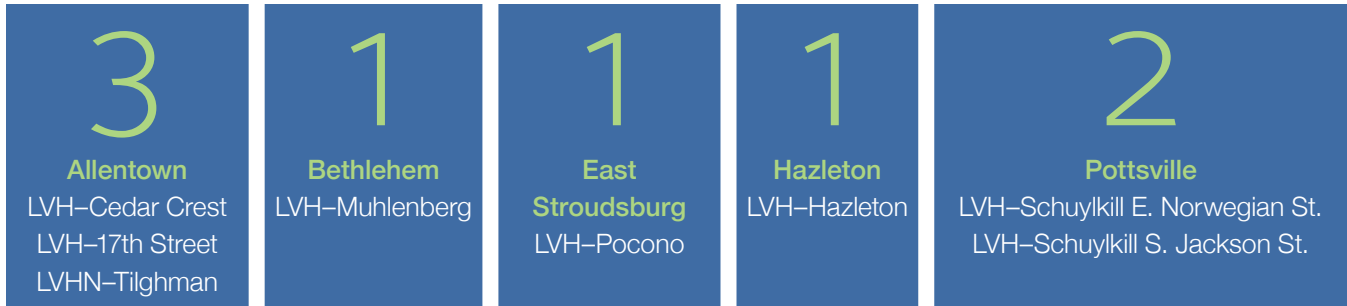 3
Allentown
LVH–Cedar Crest
LVH–17th Street
LVHN–Tilghman
1
Bethlehem
LVH–Muhlenberg
1
East
Stroudsburg
LVH–Pocono
1
Hazleton
LVH–Hazleton
2
Pottsville
LVH–Schuylkill E. Norwegian St.
LVH–Schuylkill S. Jackson St.